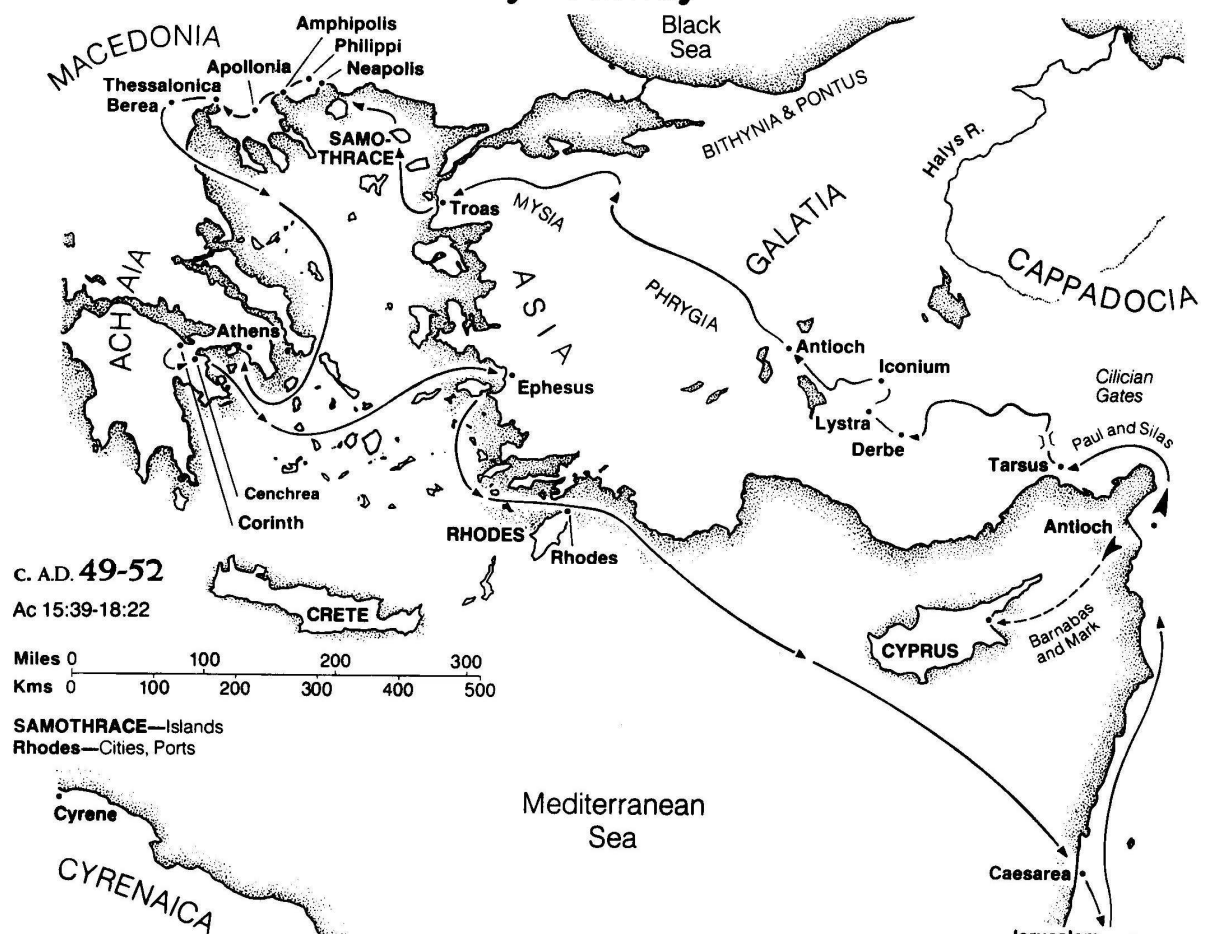 Black
Sea
MACEDONIA
Amphipolis
Philippi
Apollonia
Neapolis
Thessalonica
Berea
SAMO-
THRACE
BITHYNIA & PONTUS
Halys R.
Troas
MYSIA
GALATIA
CAPPADOCIA
ASIA
PHRYGIA
ACHAIA
Athens
Antioch
Iconium
Ephesus
Cilician
Gates
Lystra
Derbe
Paul and Silas
Tarsus
Cenchrea
Corinth
Antioch
RHODES
Rhodes
C. A.D. 49-52
Ac 15:39-18:22
CRETE
CYPRUS
Barnabas
and Mark
Miles 0 100 200 300
Kms 0 100 200 300 400 500
SAMOTHRACE—Islands
Rhodes—Cities, Ports
Cyrene
Mediterranean
Sea
CYRENAICA
Caesarea